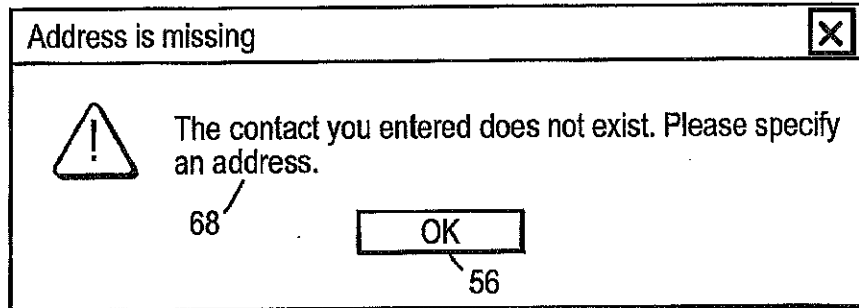 Address is missing
The contact you entered does not exist. Please specify
an address.
68
OK
56